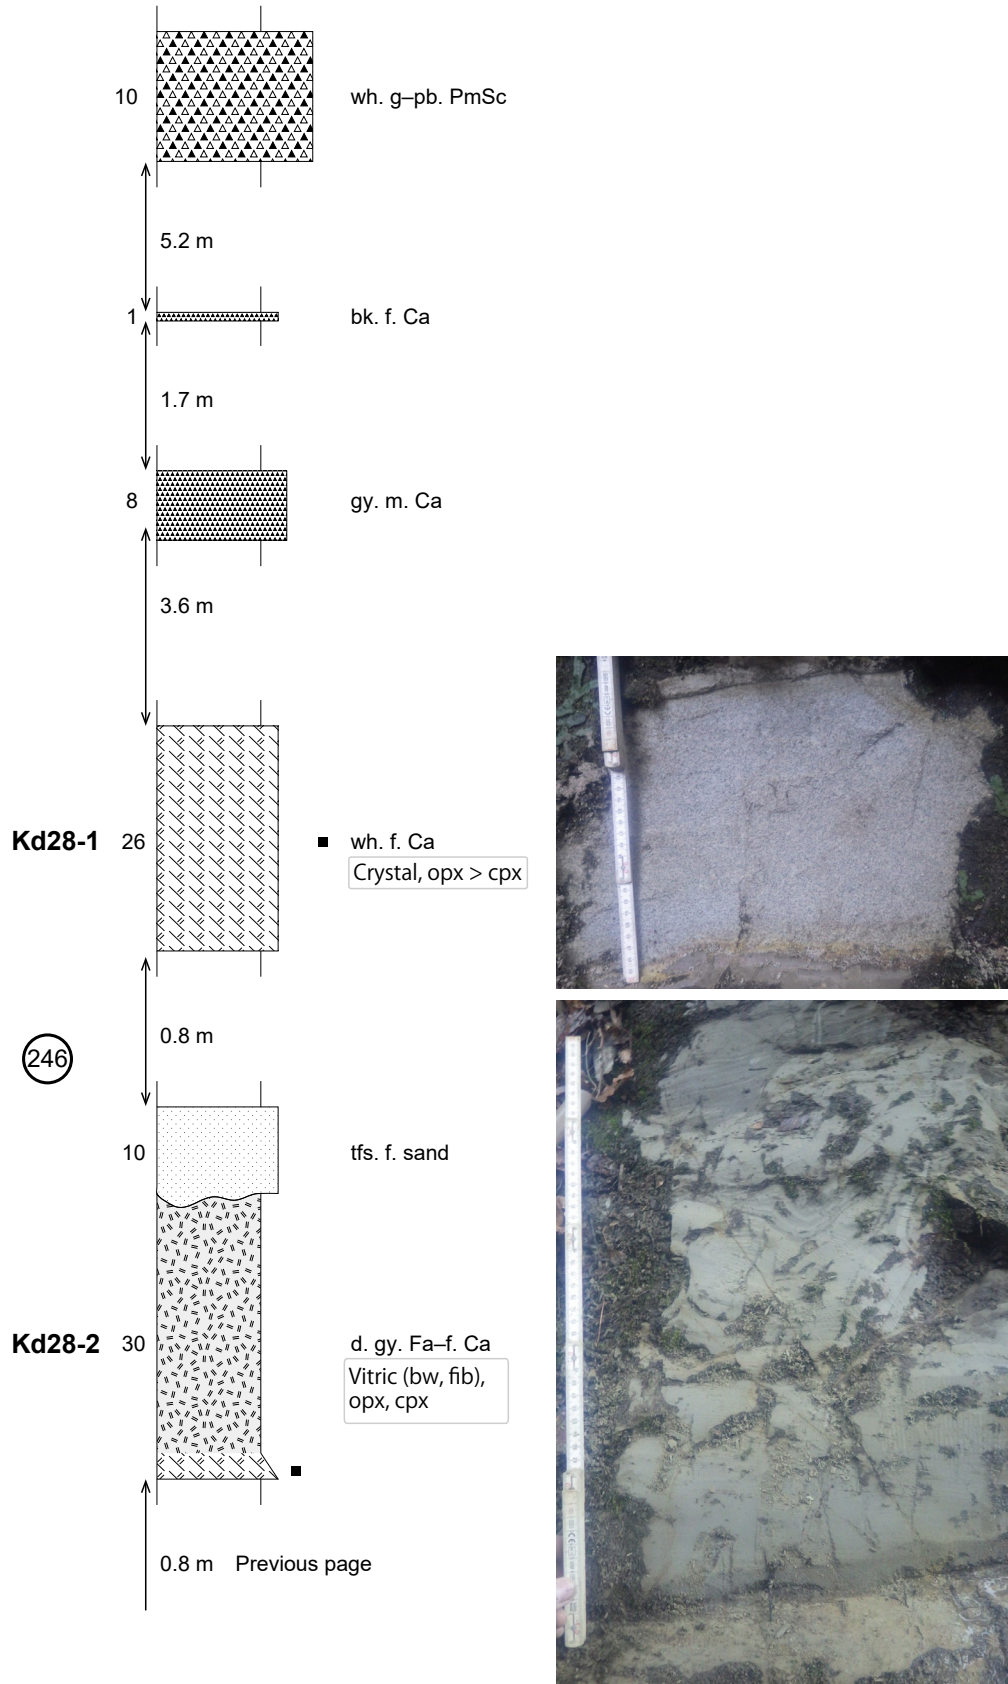 10 wh. g–pb. PmSc
5.2 m
1 bk. f. Ca
1.7 m
8 gy. m. Ca
3.6 m
Kd28-1 26 wh. f. Ca
Crystal, opx > cpx
0.8 m
246
10 tfs. f. sand
Kd28-2 30 d. gy. Fa–f. Ca
Vitric (bw, fib),
opx, cpx
0.8 m Previous page